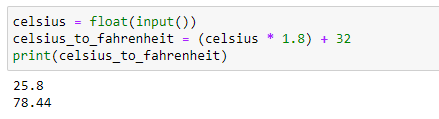 celsius = float(input())
celsius_to_fahrenheit = (celsius * 1.8) + 32
print(celsius_to_fahrenheit)
25.8
78.44